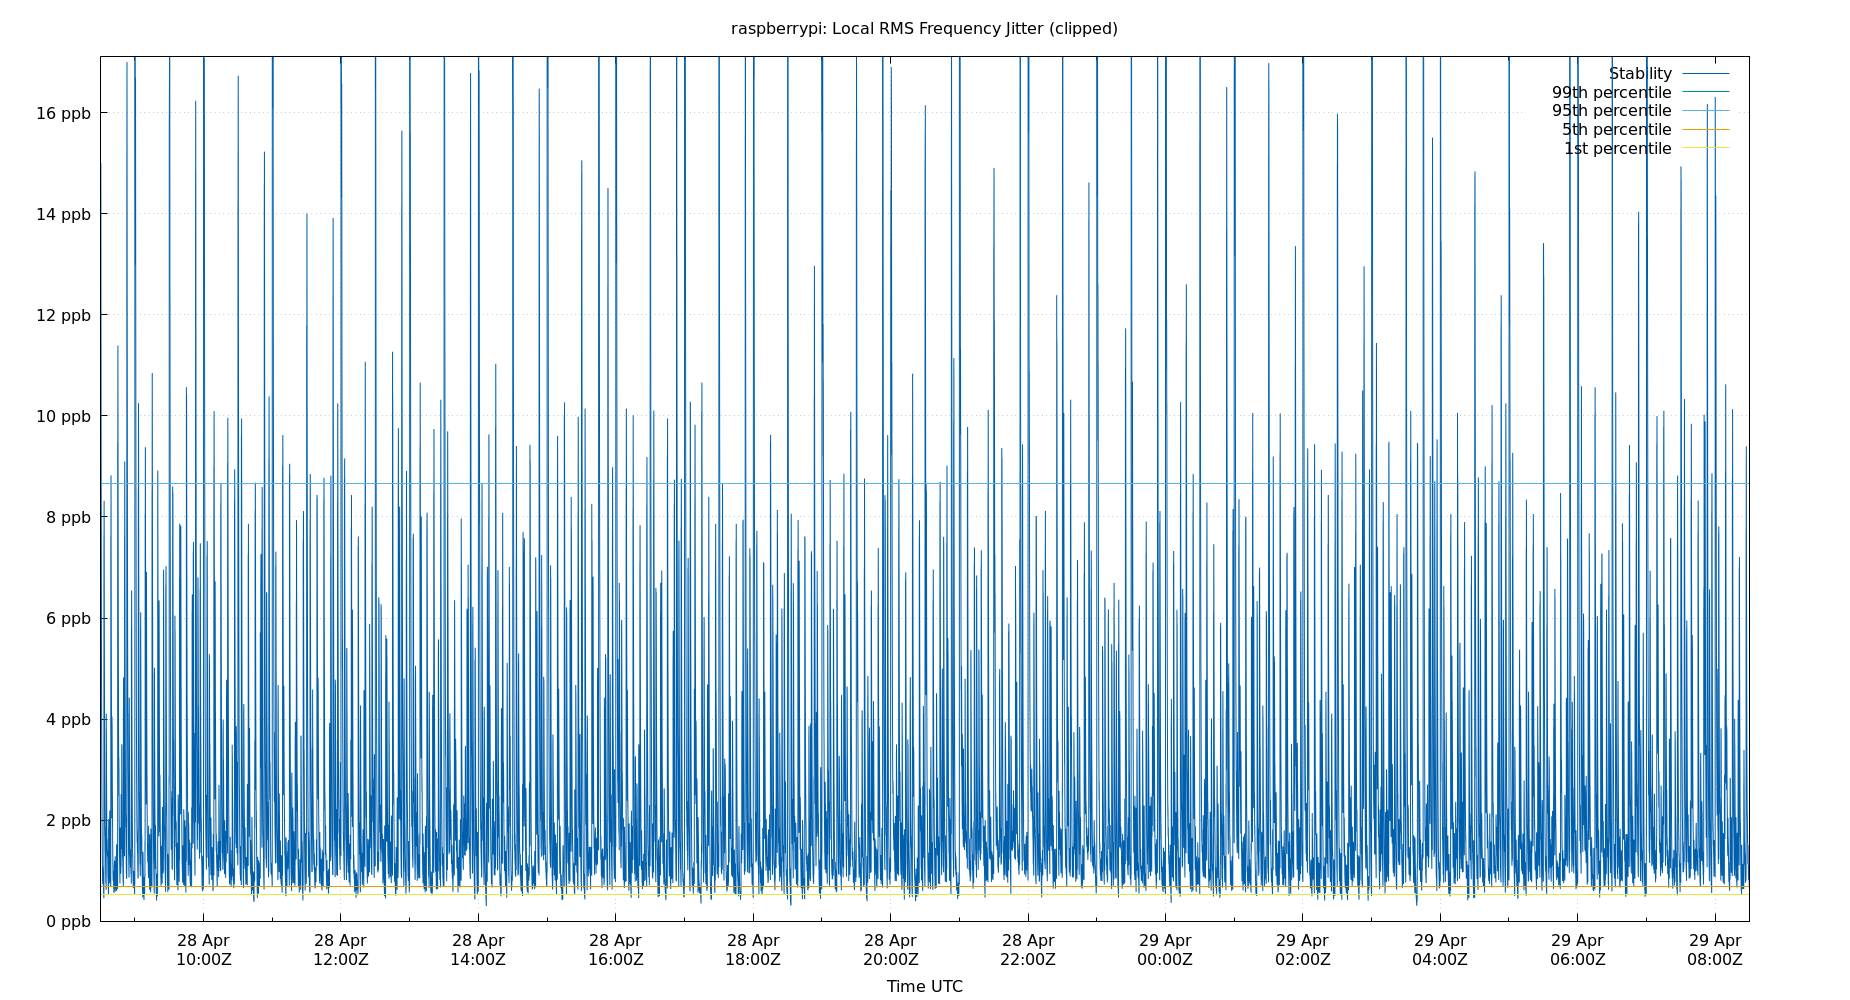 raspberrypi: Local RMS Frequency Jitter (clipped)
Stability
99th percentile
95th percentile
5th percentile
1st percentile
16 ppb
14 ppb
12 ppb
10 ppb
8 ppb
6 ppb
4 ppb
2 ppb
0 ppb
28 Apr 28 Apr 28 Apr 28 Apr 28 Apr 28 Apr 28 Apr 29 Apr 29 Apr 29 Apr 29 Apr 29 Apr
10:00Z 12:00Z 14:00Z 16:00Z 18:00Z 20:00Z 22:00Z 00:00Z 02:00Z 04:00Z 06:00Z 08:00Z
Time UTC